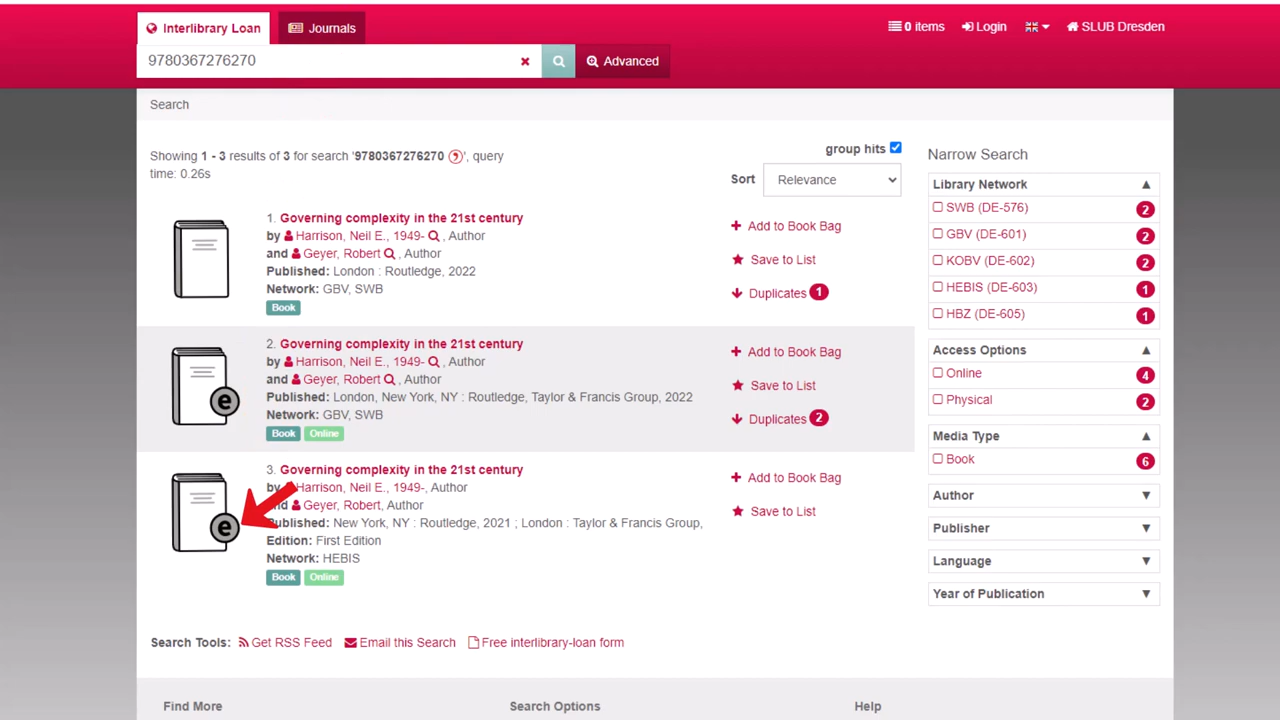 Interlibrary Loan
Journals
0 items
Login
SLUB Dresden
9780367276270
Advanced
Search
Showing 1 - 3 results of 3 for search '9780367276270 ', query
time: 0.26s
group hits
Sort
Relevance
1. Governing complexity in the 21st century
by Harrison, Neil E., 1949- , Author
and Geyer, Robert , Author
Published: London : Routledge, 2022
Network: GBV, SWB
Book
Add to Book Bag
Save to List
Duplicates 1
2. Governing complexity in the 21st century
by Harrison, Neil E., 1949- , Author
and Geyer, Robert , Author
Published: London, New York, NY : Routledge, Taylor & Francis Group, 2022
Network: GBV, SWB
Book Online
e
Add to Book Bag
Save to List
Duplicates 2
3. Governing complexity in the 21st century
by Harrison, Neil E., 1949-, Author
and Geyer, Robert, Author
Published: New York, NY : Routledge, 2021 ; London : Taylor & Francis Group,
Edition: First Edition
Network: HEBIS
Book Online
e
Add to Book Bag
Save to List
Narrow Search
Library Network
SWB (DE-576) 2
GBV (DE-601) 2
KOBV (DE-602) 2
HEBIS (DE-603) 1
HBZ (DE-605) 1
Access Options
Online 4
Physical 2
Media Type
Book 6
Author
Publisher
Language
Year of Publication
Search Tools: Get RSS Feed Email this Search Free interlibrary-loan form
Find More
Search Options
Help